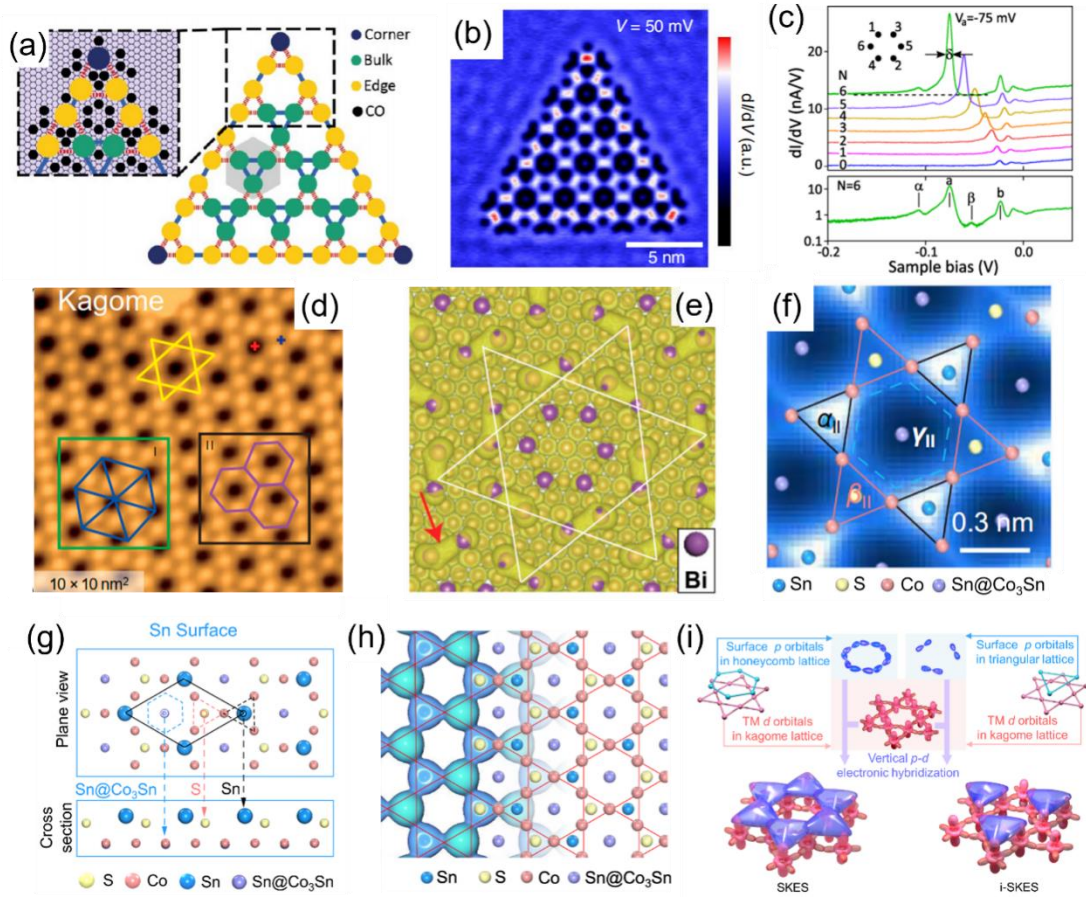 (a)
Corner
Bulk
Edge
CO
(b)
V = 50 mV
dI/dV (a.u.)
5 nm
(c)
Vₐ=-75 mV
1 3
6 5
4 2
δ
N
6
5
4
3
2
1
0
20
10
0
dI/dV (nA/V)
N=6
α a β b
10
1
0.1
-0.2 -0.1 0.0
Sample bias (V)
Kagome
(d)
I
II
10 × 10 nm²
(e)
Bi
(f)
αII
γII
βII
0.3 nm
Sn S Co Sn@Co₃Sn
(g)
Sn Surface
Plane view
Sn@Co₃Sn S Sn
Cross
section
S Co Sn Sn@Co₃Sn
(h)
Sn S Co Sn@Co₃Sn
(i)
Surface p orbitals
in honeycomb lattice
Surface p orbitals
in triangular lattice
TM d orbitals
in kagome lattice
TM d orbitals
in kagome lattice
Vertical p-d
electronic hybridization
SKES
i-SKES